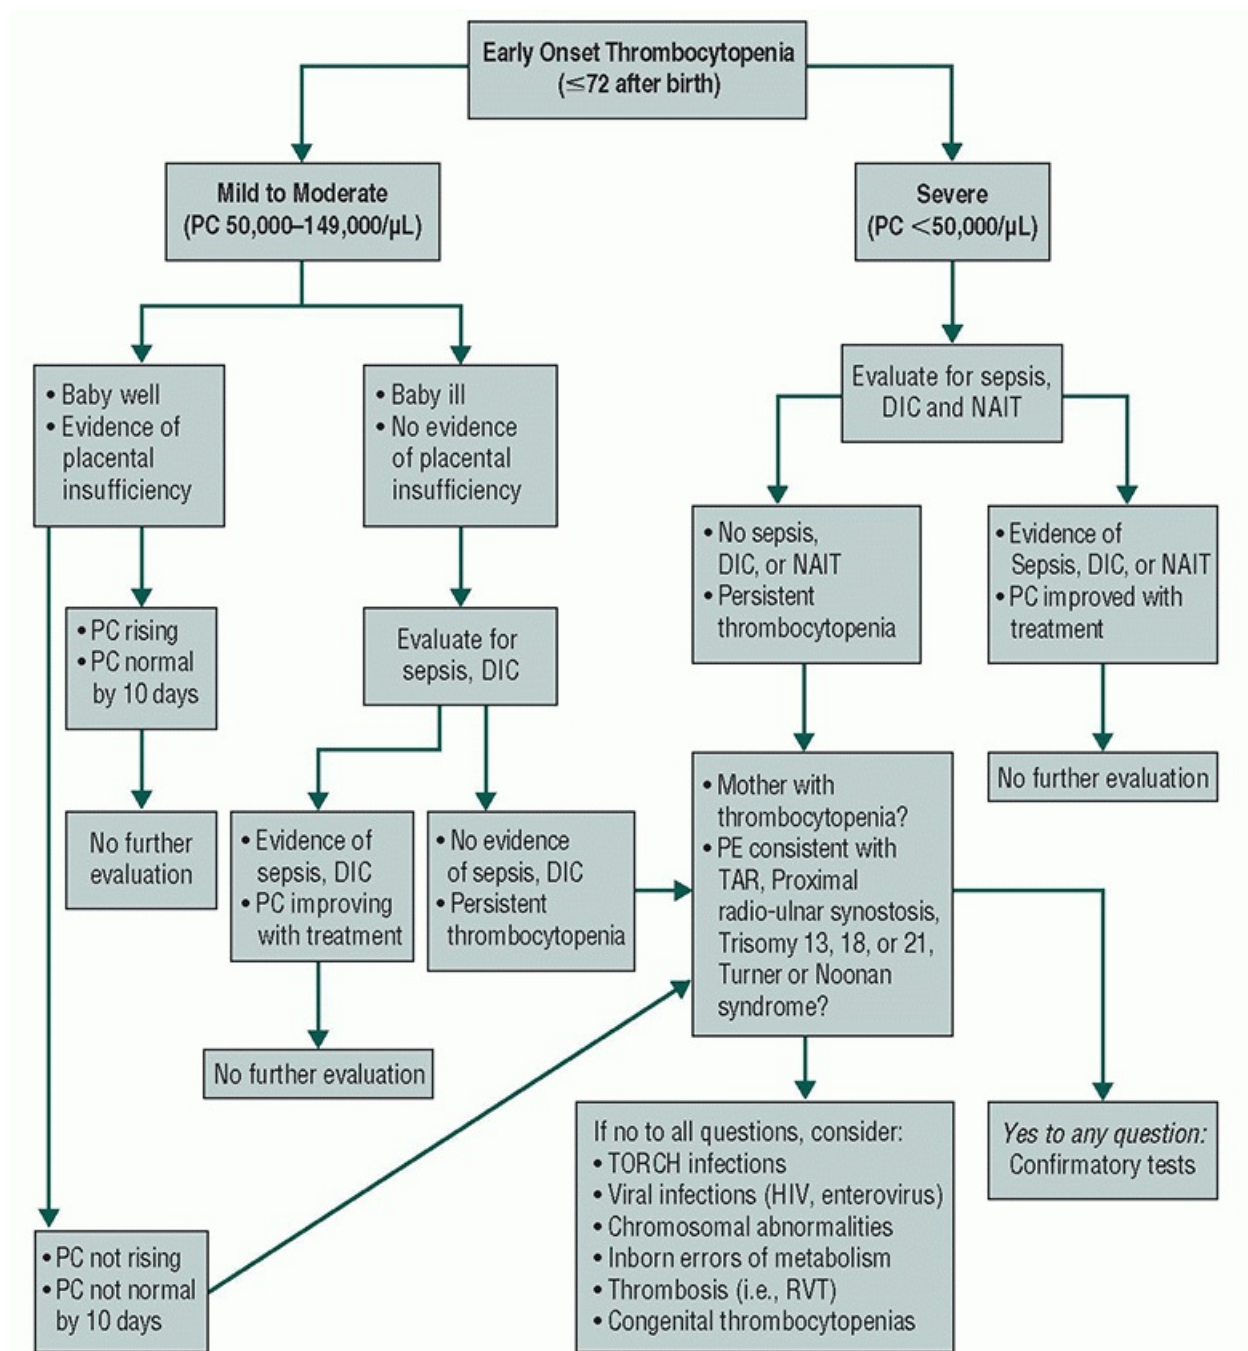 Early Onset Thrombocytopenia
(≤72 after birth)
Mild to Moderate
(PC 50,000–149,000/µL)
Severe
(PC <50,000/µL)
• Baby well
• Evidence of
placental
insufficiency
• Baby ill
• No evidence
of placental
insufficiency
Evaluate for sepsis,
DIC and NAIT
• No sepsis,
DIC, or NAIT
• Persistent
thrombocytopenia
• Evidence of
Sepsis, DIC, or NAIT
• PC improved with
treatment
• PC rising
• PC normal
by 10 days
Evaluate for
sepsis, DIC
No further
evaluation
• Evidence of
sepsis, DIC
• PC improving
with treatment
• No evidence
of sepsis, DIC
• Persistent
thrombocytopenia
• Mother with
thrombocytopenia?
• PE consistent with
TAR, Proximal
radio-ulnar synostosis,
Trisomy 13, 18, or 21,
Turner or Noonan
syndrome?
No further evaluation
No further evaluation
If no to all questions, consider:
• TORCH infections
• Viral infections (HIV, enterovirus)
• Chromosomal abnormalities
• Inborn errors of metabolism
• Thrombosis (i.e., RVT)
• Congenital thrombocytopenias
Yes to any question:
Confirmatory tests
• PC not rising
• PC not normal
by 10 days